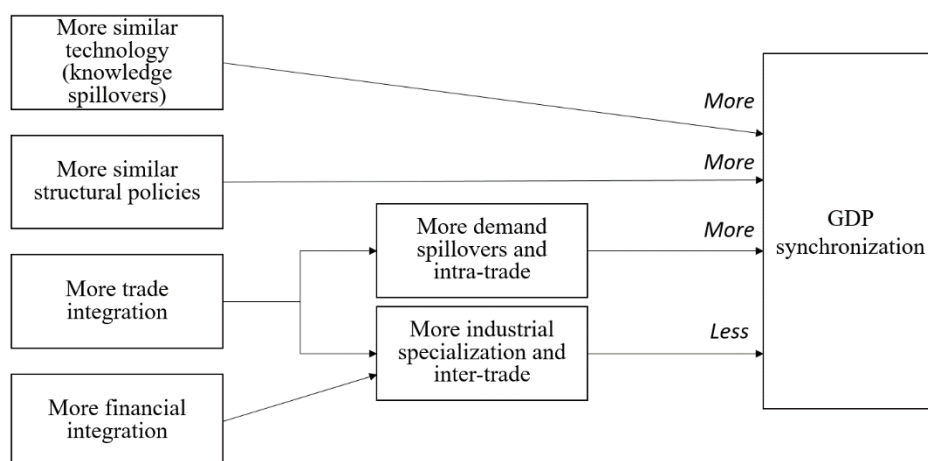 More similar
technology
(knowledge
spillovers)
More
More similar
structural policies
More
More demand
spillovers and
intra-trade
More
GDP
synchronization
More trade
integration
More industrial
specialization and
inter-trade
Less
More financial
integration